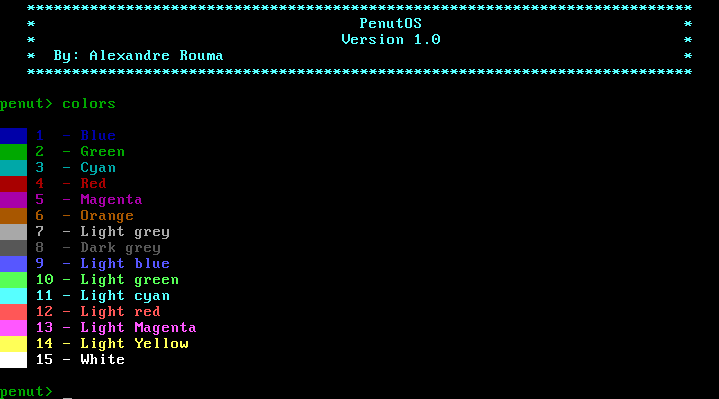 ***************************************************************************
* PenutOS *
* Version 1.0 *
* By: Alexandre Rouma *
***************************************************************************
penut> colors
1 - Blue
2 - Green
3 - Cyan
4 - Red
5 - Magenta
6 - Orange
7 - Light grey
8 - Dark grey
9 - Light blue
10 - Light green
11 - Light cyan
12 - Light red
13 - Light Magenta
14 - Light Yellow
15 - White
penut> _